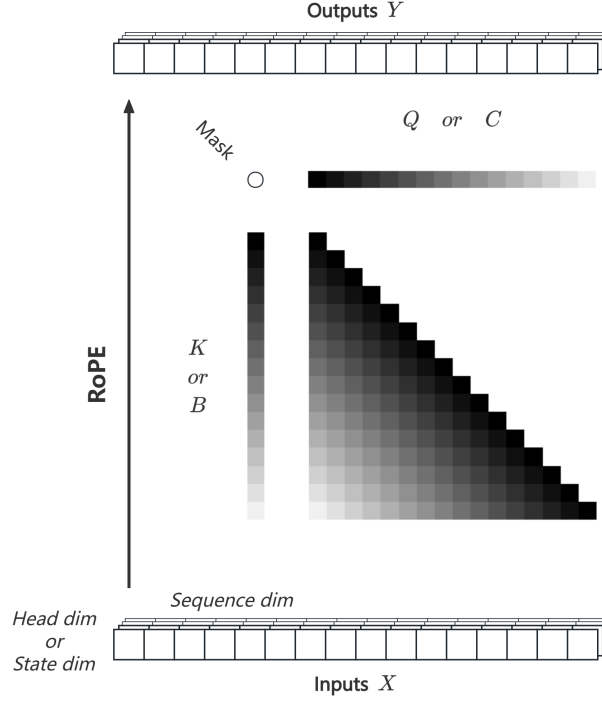 Outputs Y
Mask
Q or C
RoPE
K
or
B
Sequence dim
Head dim
or
State dim
Inputs X